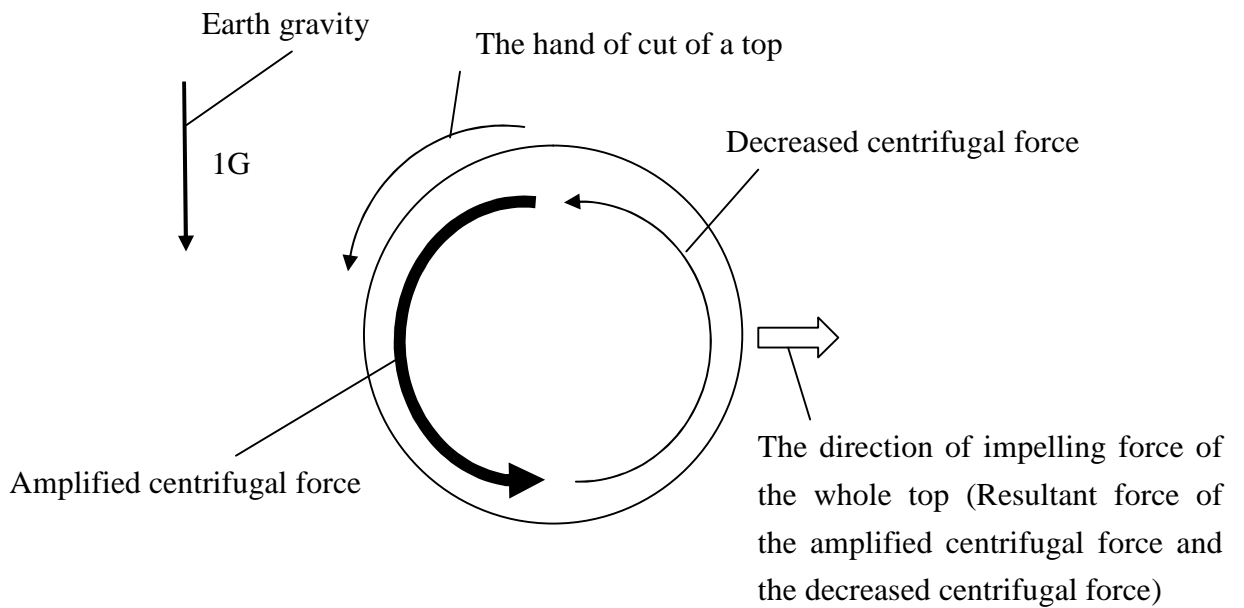 Earth gravity
The hand of cut of a top
Decreased centrifugal force
1G
Amplified centrifugal force
The direction of impelling force of
the whole top (Resultant force of
the amplified centrifugal force and
the decreased centrifugal force)